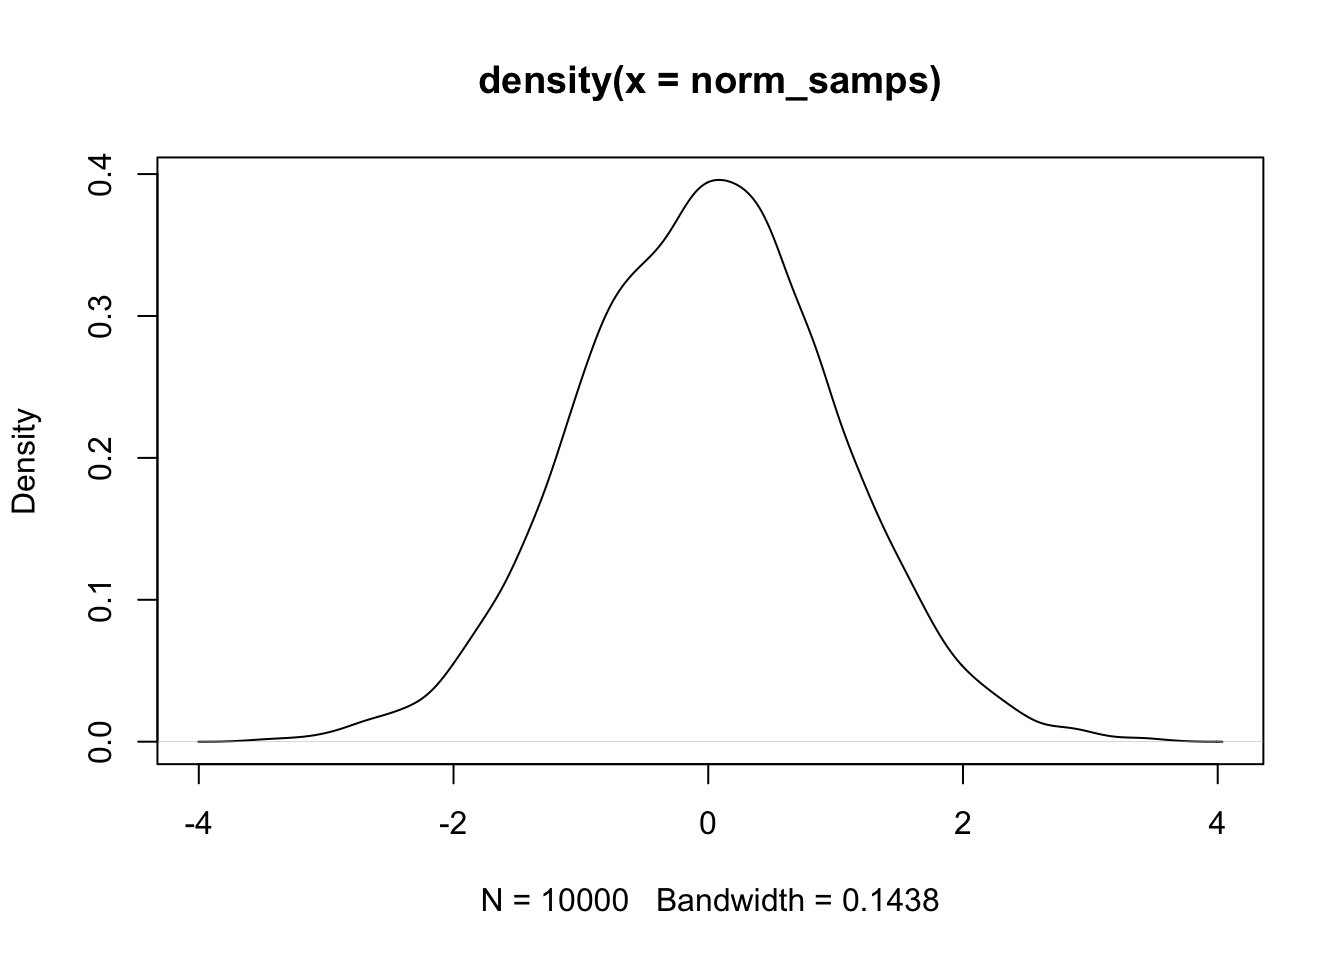 density(x = norm_samps)
Density
0.4
0.3
0.2
0.1
0.0
-4 -2 0 2 4
N = 10000 Bandwidth = 0.1438